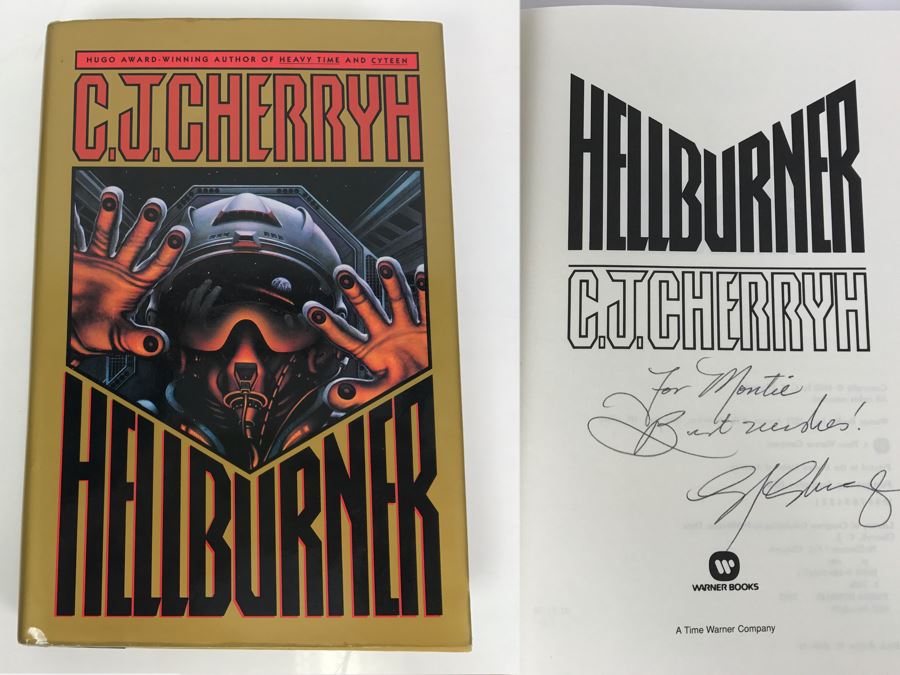 HUGO AWARD-WINNING AUTHOR OF HEAVY TIME AND CYTEEN
C.J.CHERRYH
HELLBURNER
HELLBURNER
C.J.CHERRYH
For Montie
Best wishes!
WARNER BOOKS
A Time Warner Company